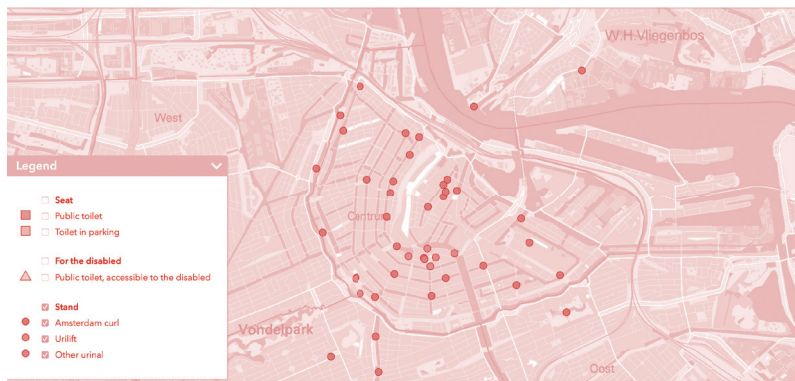 W.H.Vliegenbos
West
Legend
Seat
Public toilet
Toilet in parking
Centrum
For the disabled
Public toilet, accessible to the disabled
Stand
Amsterdam curl
Urilift
Other urinal
Vondelpark
Oost